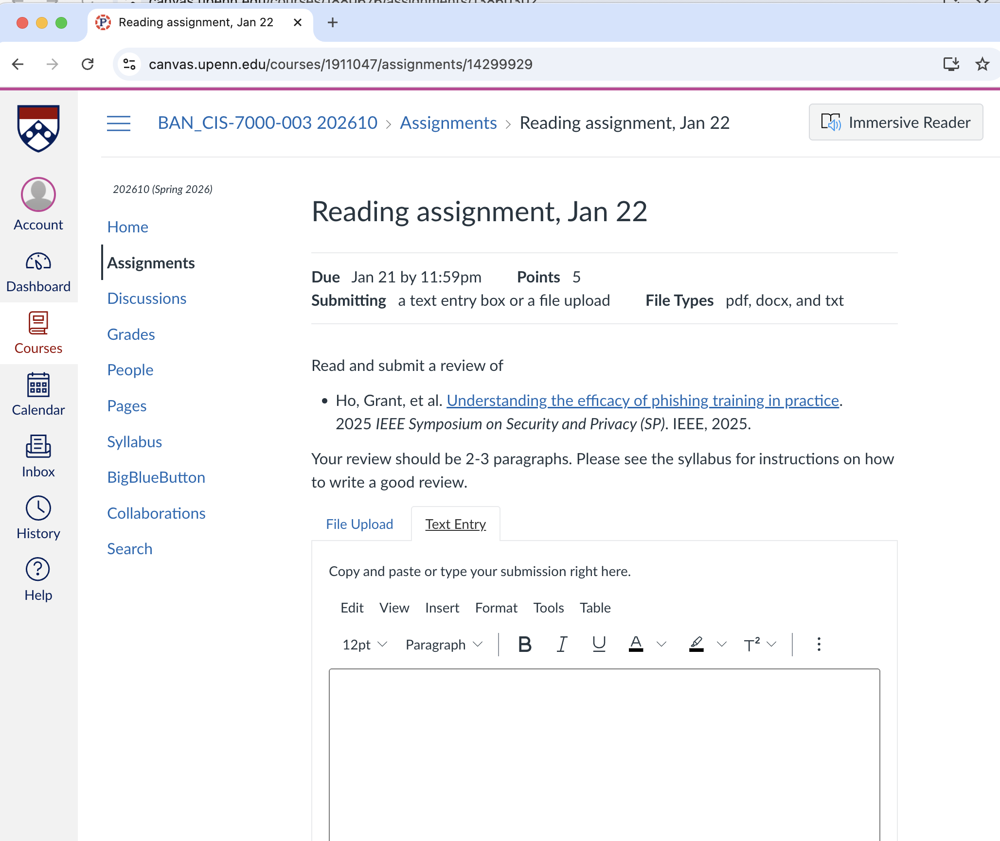 Reading assignment, Jan 22
canvas.upenn.edu/courses/1911047/assignments/14299929
BAN_CIS-7000-003 202610 > Assignments > Reading assignment, Jan 22
Immersive Reader
Account
Dashboard
Courses
Calendar
Inbox
History
Help
202610 (Spring 2026)
Home
Assignments
Discussions
Grades
People
Pages
Syllabus
BigBlueButton
Collaborations
Search
Reading assignment, Jan 22
Due Jan 21 by 11:59pm Points 5
Submitting a text entry box or a file upload File Types pdf, docx, and txt
Read and submit a review of
• Ho, Grant, et al. Understanding the efficacy of phishing training in practice.
2025 IEEE Symposium on Security and Privacy (SP). IEEE, 2025.
Your review should be 2-3 paragraphs. Please see the syllabus for instructions on how
to write a good review.
File Upload Text Entry
Copy and paste or type your submission right here.
Edit View Insert Format Tools Table
12pt Paragraph B I U A T²